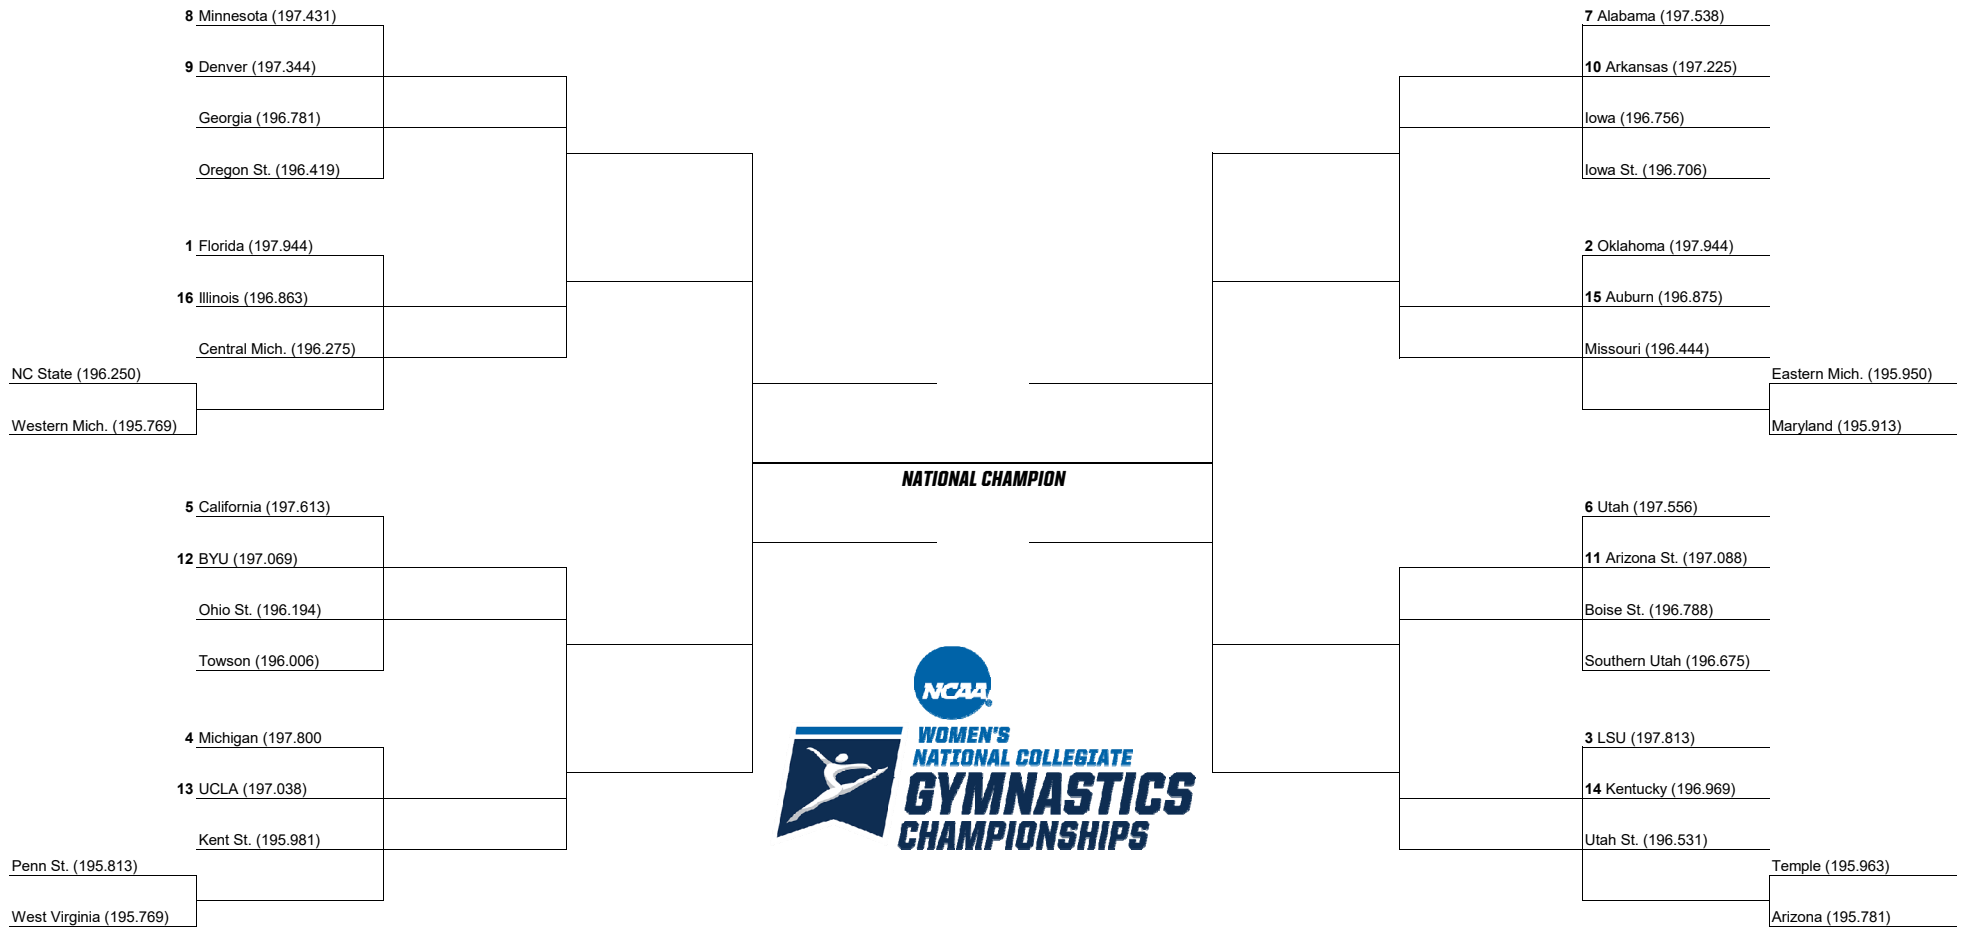 8 Minnesota (197.431)
9 Denver (197.344)
Georgia (196.781)
Oregon St. (196.419)
1 Florida (197.944)
16 Illinois (196.863)
Central Mich. (196.275)
NC State (196.250)
Western Mich. (195.769)
5 California (197.613)
12 BYU (197.069)
Ohio St. (196.194)
Towson (196.006)
4 Michigan (197.800
13 UCLA (197.038)
Kent St. (195.981)
Penn St. (195.813)
West Virginia (195.769)
NATIONAL CHAMPION
NCAA
WOMEN'S
NATIONAL COLLEGIATE
GYMNASTICS
CHAMPIONSHIPS
7 Alabama (197.538)
10 Arkansas (197.225)
Iowa (196.756)
Iowa St. (196.706)
2 Oklahoma (197.944)
15 Auburn (196.875)
Missouri (196.444)
Eastern Mich. (195.950)
Maryland (195.913)
6 Utah (197.556)
11 Arizona St. (197.088)
Boise St. (196.788)
Southern Utah (196.675)
3 LSU (197.813)
14 Kentucky (196.969)
Utah St. (196.531)
Temple (195.963)
Arizona (195.781)